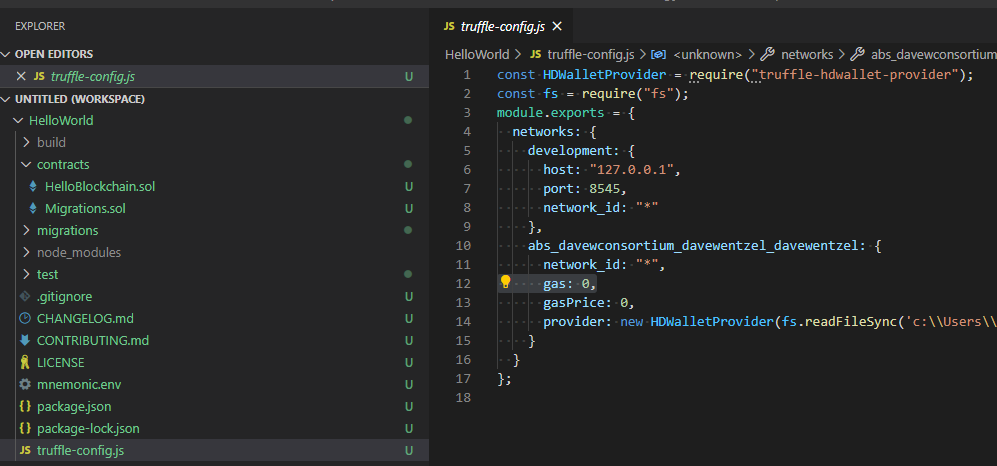 EXPLORER
OPEN EDITORS
JS truffle-config.js U
UNTITLED (WORKSPACE)
HelloWorld
build
contracts
HelloBlockchain.sol U
Migrations.sol U
migrations
node_modules
test
.gitignore U
CHANGELOG.md U
CONTRIBUTING.md U
LICENSE U
mnemonic.env U
{} package.json U
{} package-lock.json U
JS truffle-config.js U
JS truffle-config.js
HelloWorld > JS truffle-config.js > <unknown> > networks > abs_davewconsortium
1 const HDWalletProvider = require("truffle-hdwallet-provider");
2 const fs = require("fs");
3 module.exports = {
4 networks: {
5 development: {
6 host: "127.0.0.1",
7 port: 8545,
8 network_id: "*"
9 },
10 abs_davewconsortium_davewentzel_davewentzel: {
11 network_id: "*",
12 gas: 0,
13 gasPrice: 0,
14 provider: new HDWalletProvider(fs.readFileSync('c:\\Users\\
15 }
16 }
17 };
18